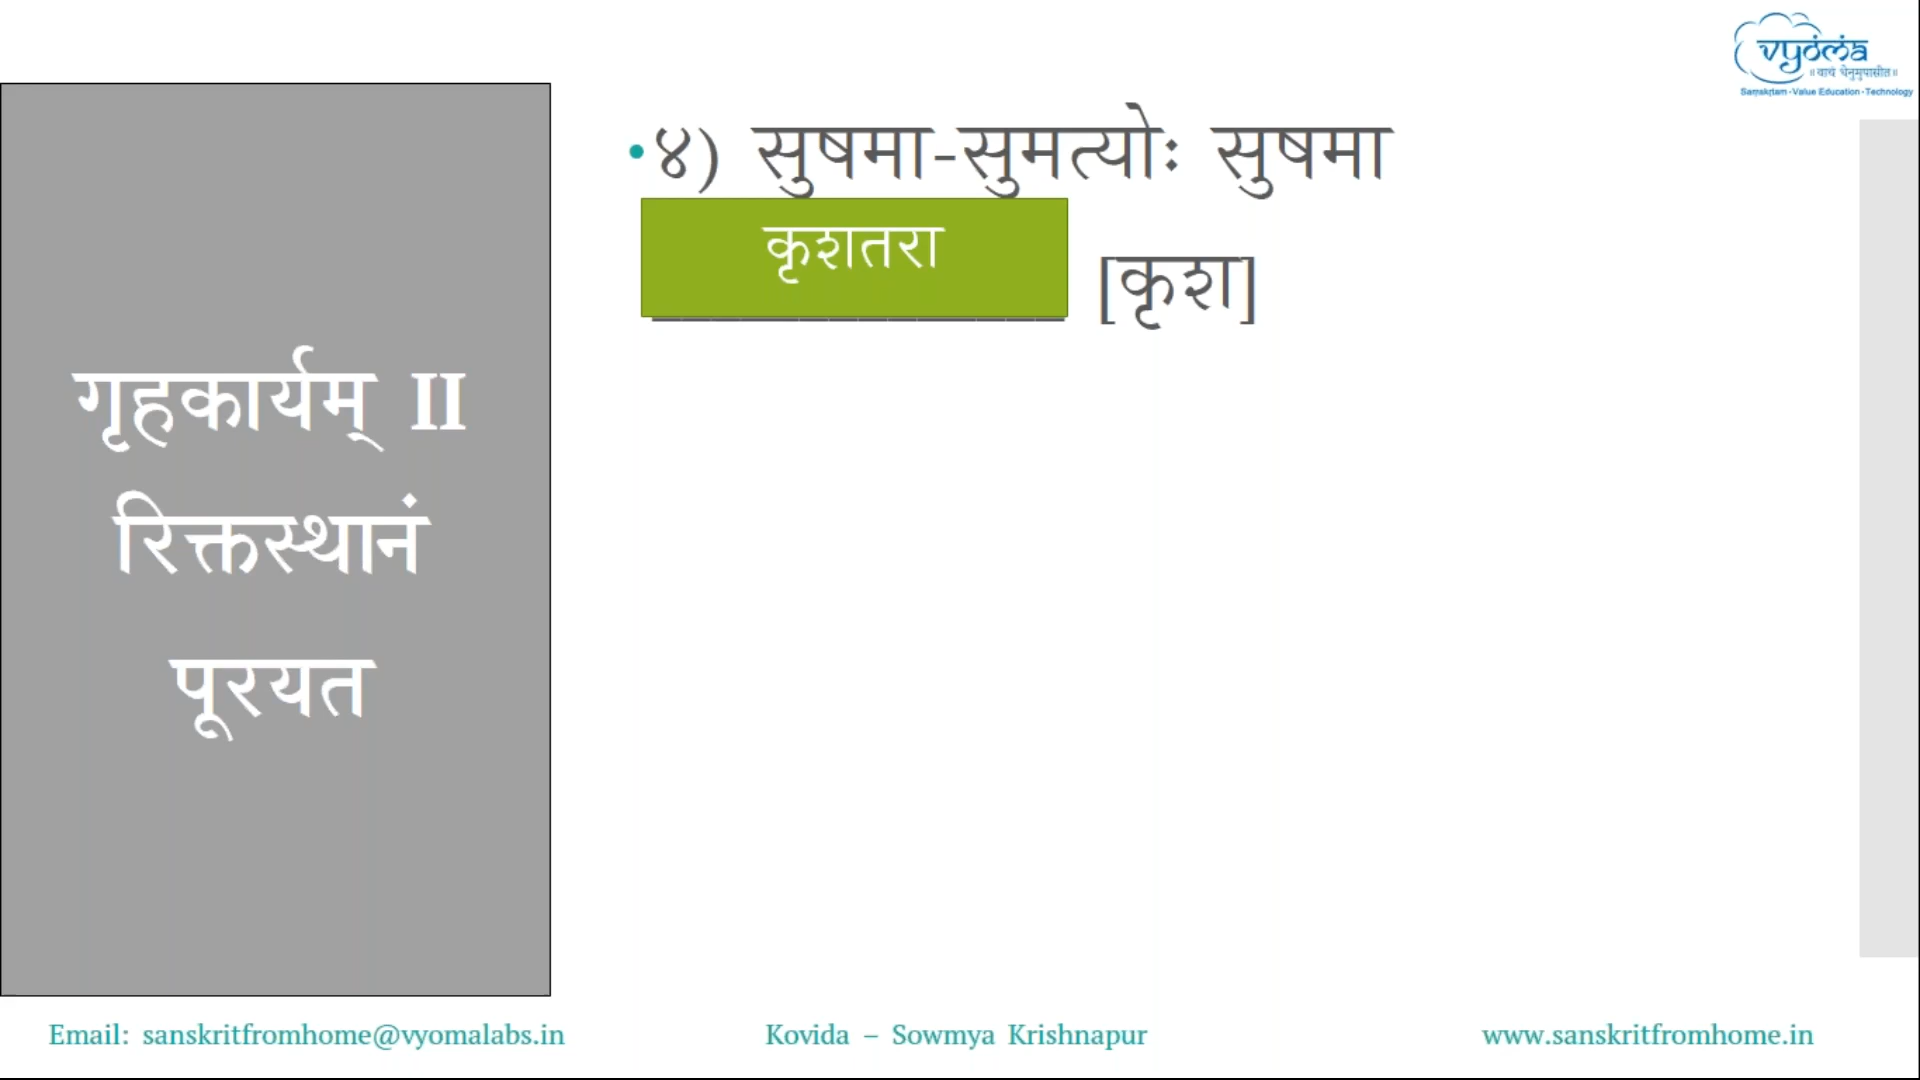 vyoma
॥ वाचं धेनुमुपासीत॥
Saṃskṛtam - Value Education - Technology
गृहकार्यम् II
रिक्तस्थानं
पूरयत
•४) सुषमा-सुमत्योः सुषमा
कृशतरा [कृश]
Email: sanskritfromhome@vyomalabs.in
Kovida – Sowmya Krishnapur
www.sanskritfromhome.in